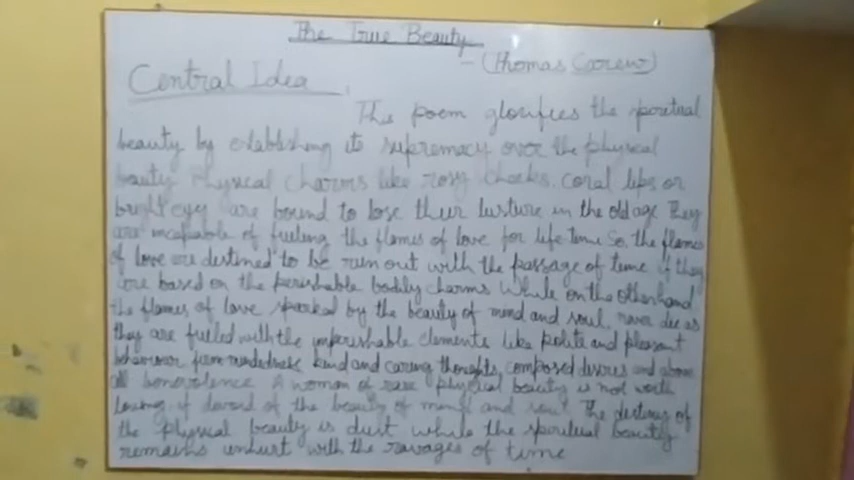 The True Beauty
- (Thomas Carew)
Central Idea
The poem glorifies the spiritual
beauty by establishing its supremacy over the physical
beauty Physical charms like rosy cheeks, coral lips or
bright eyes are bound to lose their lusture in the old age They
are incapable of fueling the flames of love for life time So, the flames
of love are destined to be run out with the passage of time if they
are based on the perishable bodily charms While on the other hand
the flames of love sparked by the beauty of mind and soul, never die as
they are fuelled with the imperishable elements like polite and pleasant
behaviour kind and caring thoughts, composed desires and above
all benevolence A woman of rare physical beauty is not worth
loving if devoid of the beauty of mind and soul The destiny of
the physical beauty is dust while the spiritual beauty
remains unhurt with the ravages of time